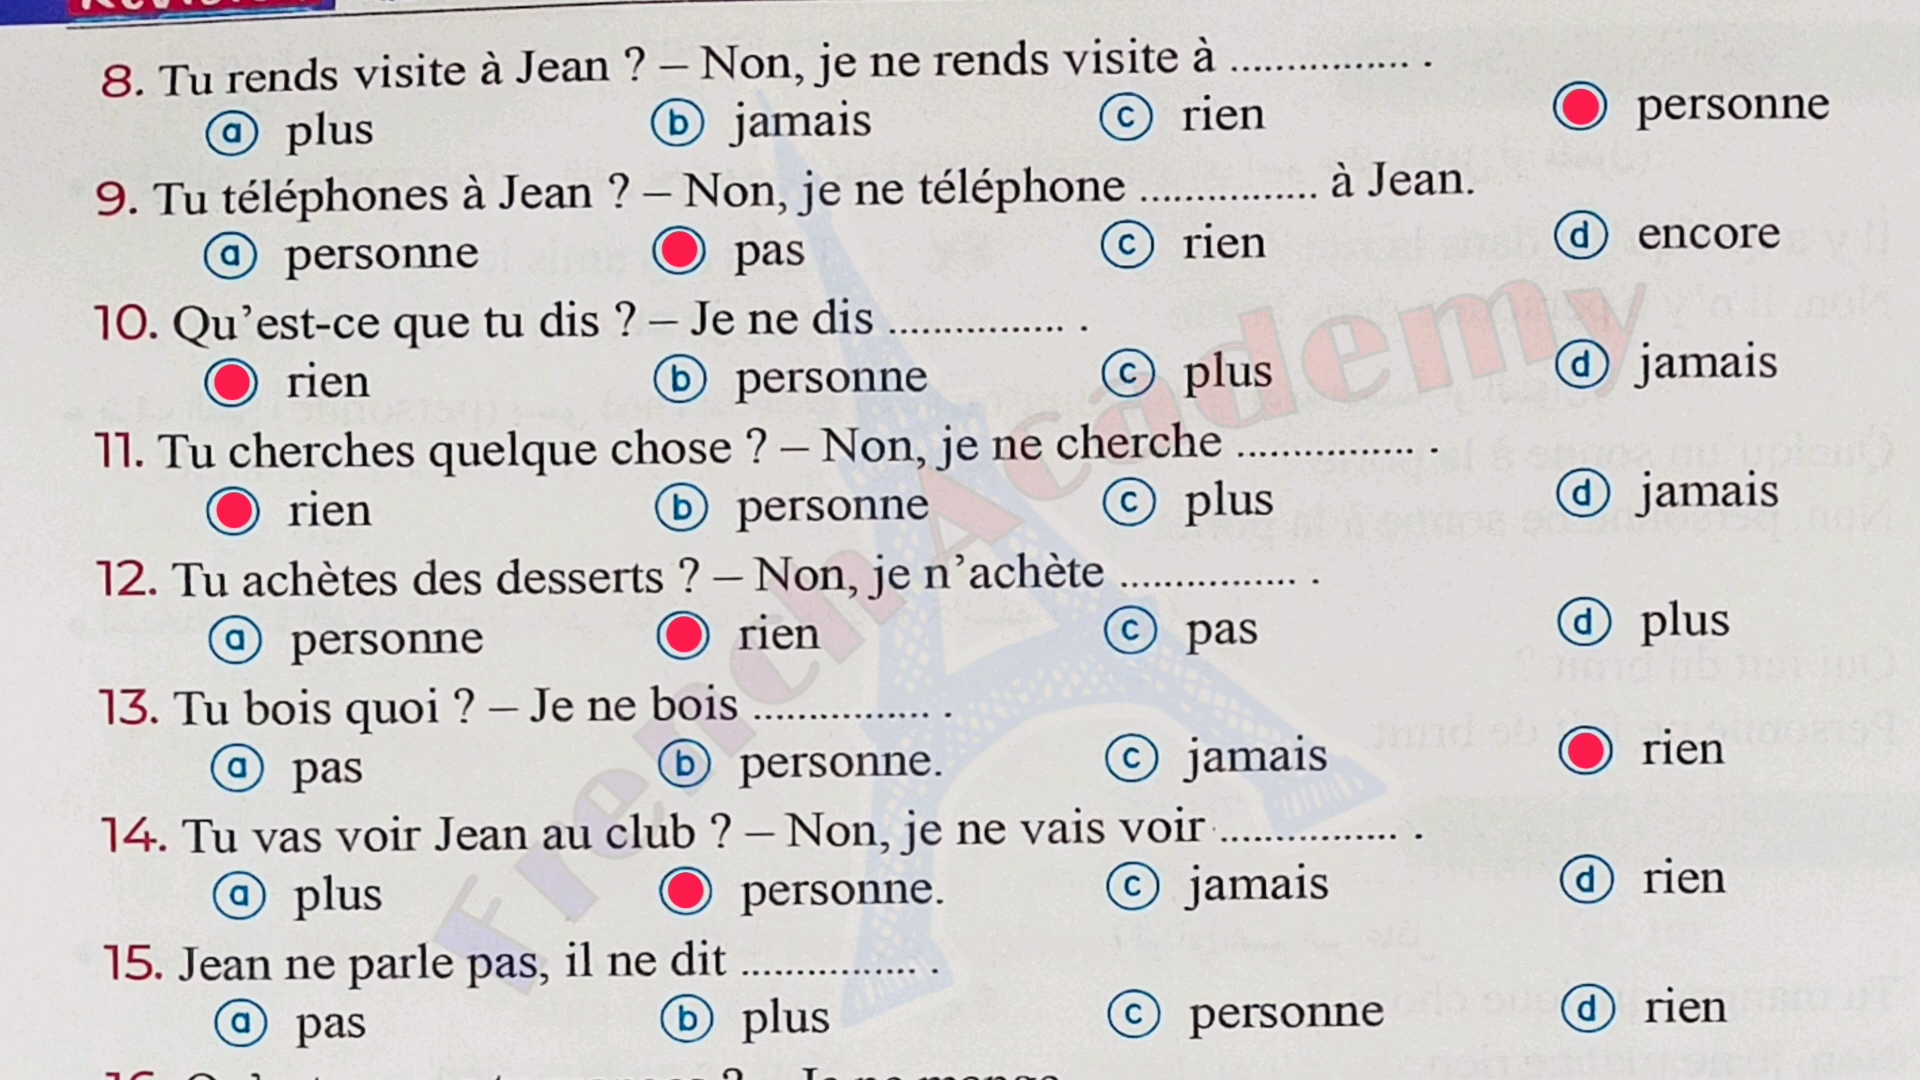 8. Tu rends visite à Jean ? – Non, je ne rends visite à ................ .
ⓐ plus ⓑ jamais ⓒ rien personne
9. Tu téléphones à Jean ? – Non, je ne téléphone ................ à Jean.
ⓐ personne pas ⓒ rien ⓓ encore
10. Qu’est-ce que tu dis ? – Je ne dis ................ .
rien ⓑ personne ⓒ plus ⓓ jamais
11. Tu cherches quelque chose ? – Non, je ne cherche ................ .
rien ⓑ personne ⓒ plus ⓓ jamais
12. Tu achètes des desserts ? – Non, je n’achète ................ .
ⓐ personne rien ⓒ pas ⓓ plus
13. Tu bois quoi ? – Je ne bois ................ .
ⓐ pas ⓑ personne. ⓒ jamais rien
14. Tu vas voir Jean au club ? – Non, je ne vais voir ................ .
ⓐ plus personne. ⓒ jamais ⓓ rien
15. Jean ne parle pas, il ne dit ................ .
ⓐ pas ⓑ plus ⓒ personne ⓓ rien
French Academy